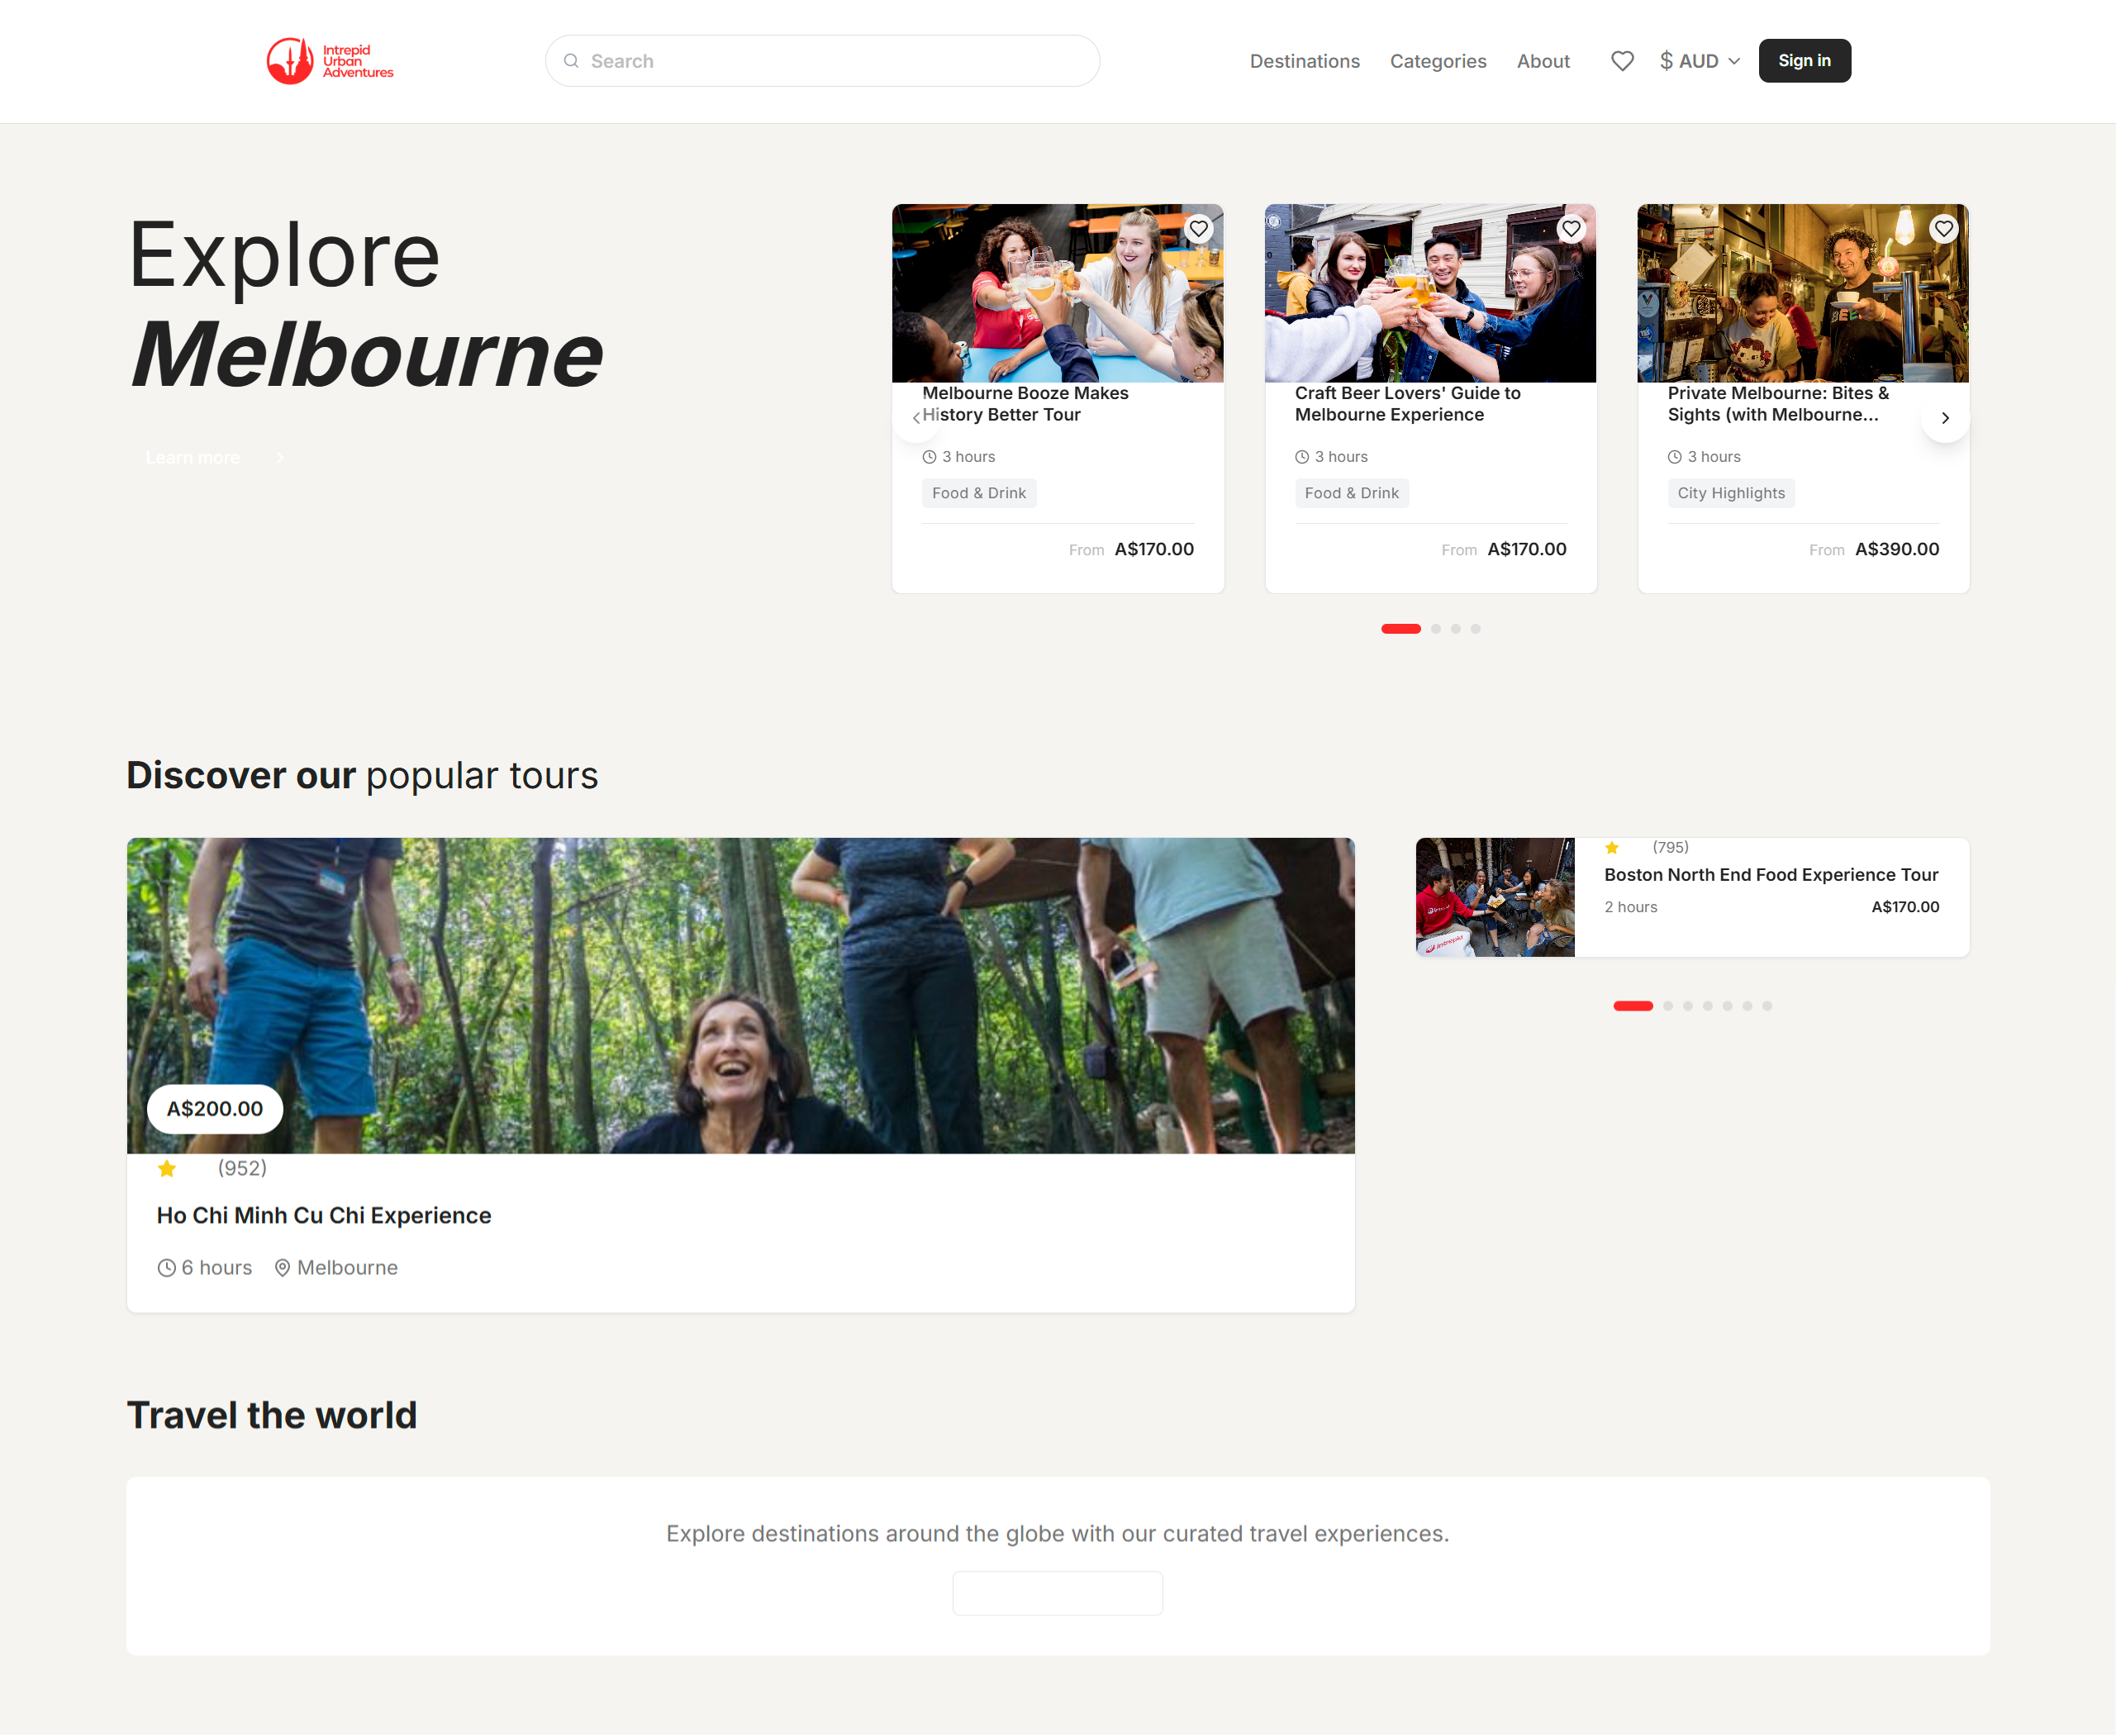 Intrepid
Urban
Adventures
Search
Destinations
Categories
About
$ AUD
Sign in
Explore
Melbourne
Learn more
Melbourne Booze Makes
History Better Tour
3 hours
Food & Drink
From A$170.00
Craft Beer Lovers' Guide to
Melbourne Experience
3 hours
Food & Drink
From A$170.00
Private Melbourne: Bites &
Sights (with Melbourne...
3 hours
City Highlights
From A$390.00
Discover our popular tours
A$200.00
(952)
Ho Chi Minh Cu Chi Experience
6 hours Melbourne
(795)
Boston North End Food Experience Tour
2 hours A$170.00
Travel the world
Explore destinations around the globe with our curated travel experiences.